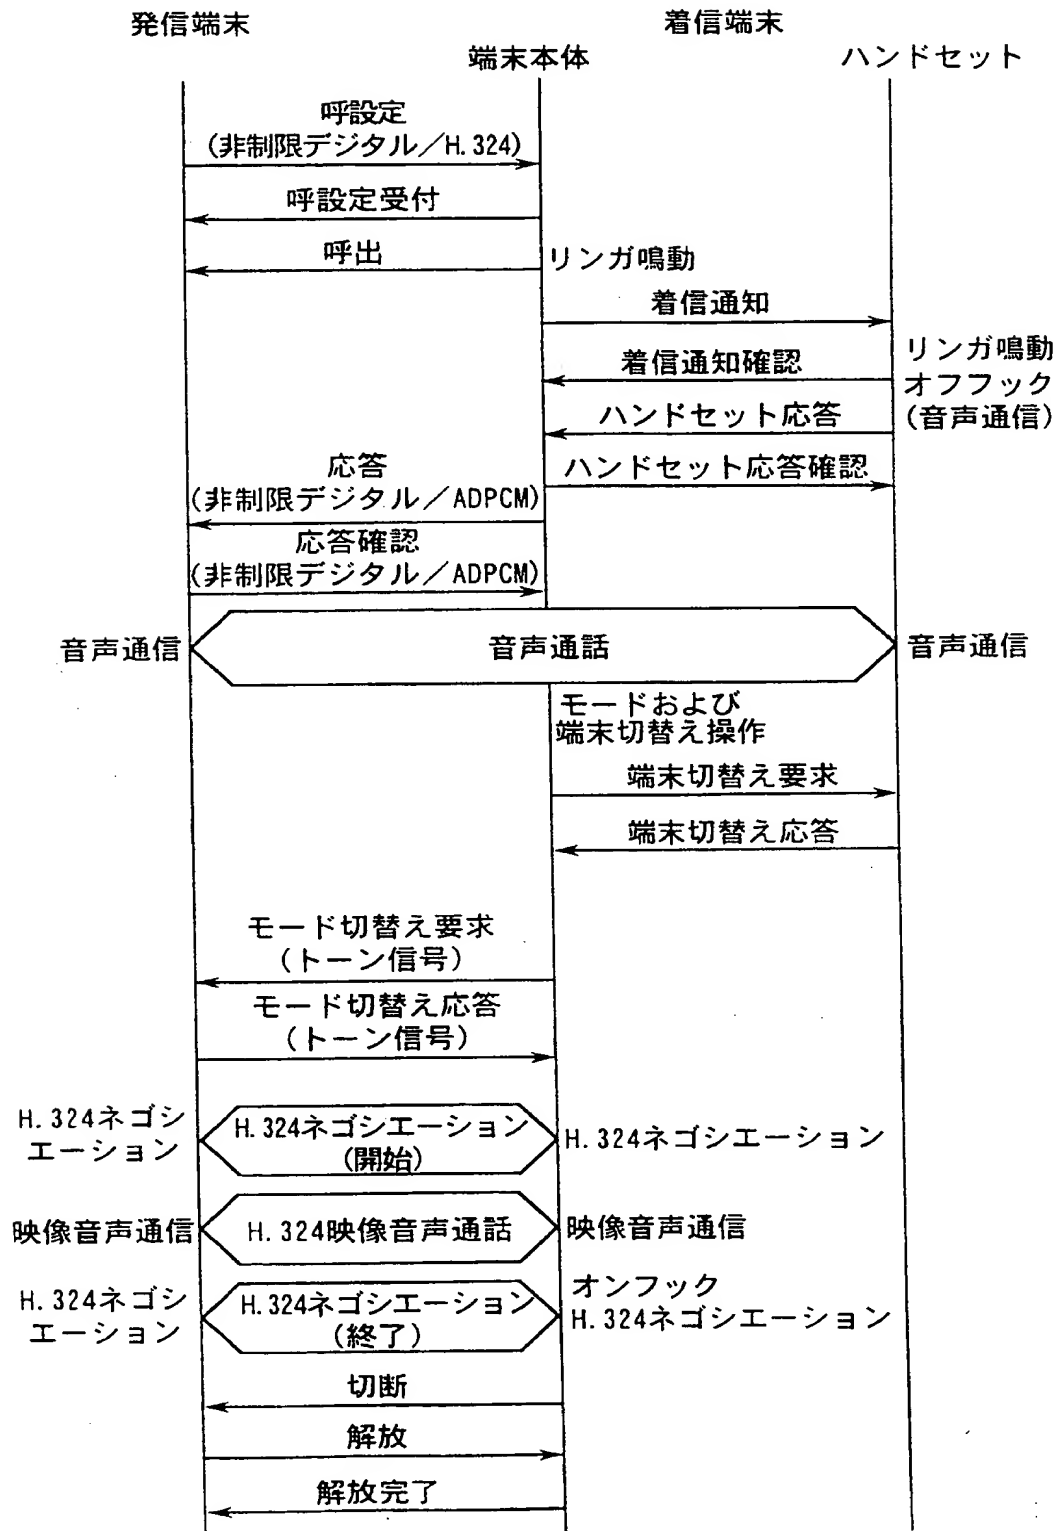 発信端末
着信端末
端末本体
ハンドセット
呼設定
(非制限デジタル/H.324)
呼設定受付
呼出
リンガ鳴動
着信通知
リンガ鳴動
着信通知確認
オフフック
ハンドセット応答
(音声通信)
応答
ハンドセット応答確認
(非制限デジタル/ADPCM)
応答確認
(非制限デジタル/ADPCM)
音声通信
音声通話
音声通信
モードおよび
端末切替え操作
端末切替え要求
端末切替え応答
モード切替え要求
(トーン信号)
モード切替え応答
(トーン信号)
H.324ネゴシ
エーション
H.324ネゴシエーション
(開始)
H.324ネゴシエーション
映像音声通信
H.324映像音声通話
映像音声通信
H.324ネゴシ
エーション
H.324ネゴシエーション
(終了)
オンフック
H.324ネゴシエーション
切断
解放
解放完了